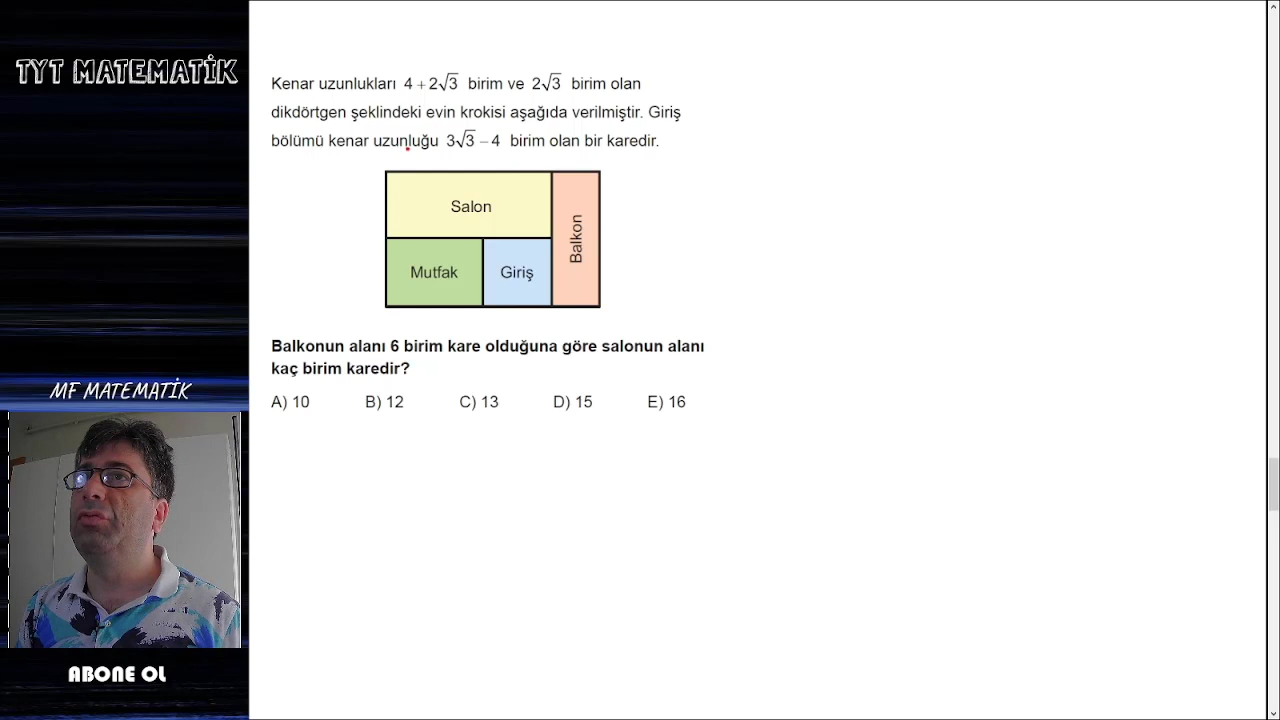 TYT MATEMATİK
Kenar uzunlukları 4 + 2√3 birim ve 2√3 birim olan
dikdörtgen şeklindeki evin krokisi aşağıda verilmiştir. Giriş
bölümü kenar uzunluğu 3√3 − 4 birim olan bir karedir.
Salon
Mutfak
Giriş
Balkon
Balkonun alanı 6 birim kare olduğuna göre salonun alanı
kaç birim karedir?
A) 10 B) 12 C) 13 D) 15 E) 16
MF MATEMATİK
ABONE OL